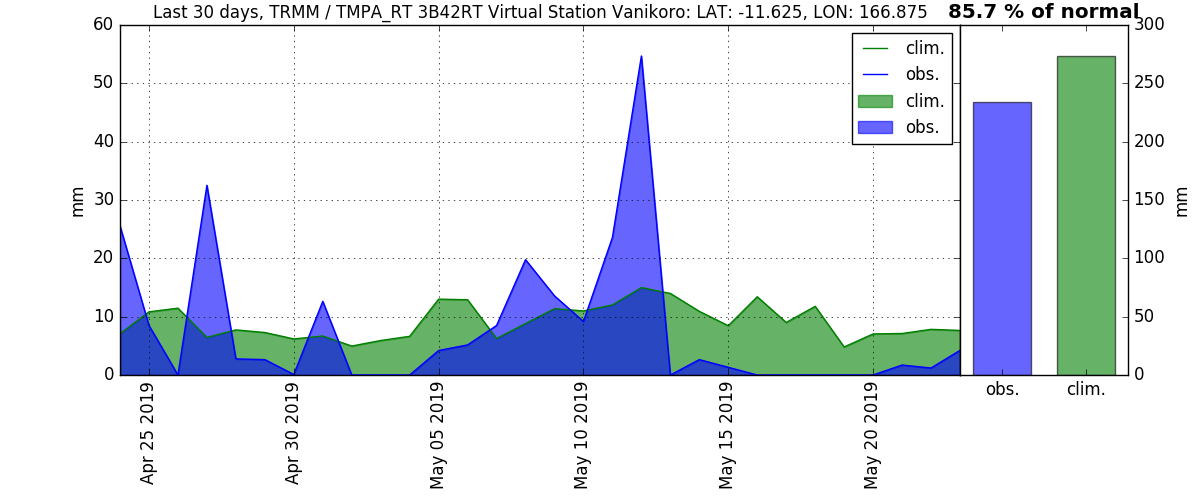 Last 30 days, TRMM / TMPA_RT 3B42RT Virtual Station Vanikoro: LAT: -11.625, LON: 166.875
85.7 % of normal
60
50
40
30
20
10
0
mm
clim.
obs.
clim.
obs.
Apr 25 2019
Apr 30 2019
May 05 2019
May 10 2019
May 15 2019
May 20 2019
300
250
200
150
100
50
0
mm
obs.
clim.